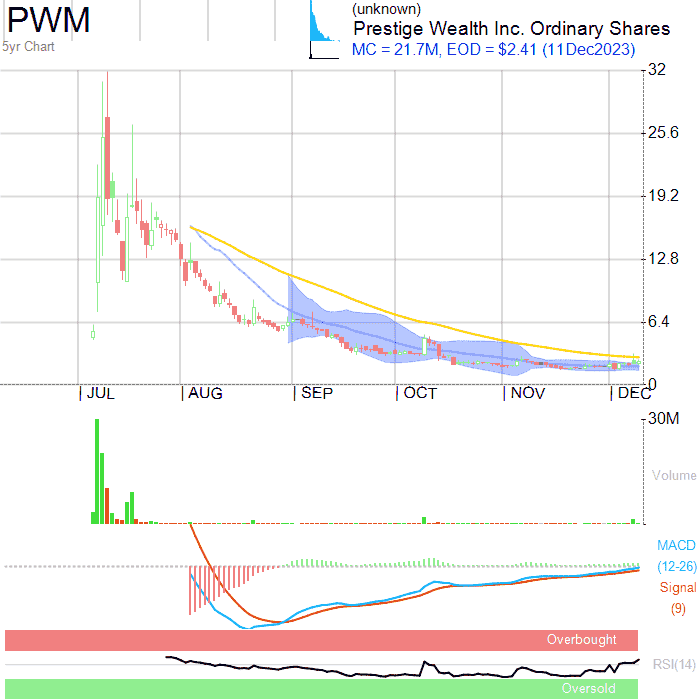 PWM
(unknown)
Prestige Wealth Inc. Ordinary Shares
5yr Chart
MC = 21.7M, EOD = $2.41 (11Dec2023)
32
25.6
19.2
12.8
6.4
0
JUL AUG SEP OCT NOV DEC
30M
Volume
MACD
(12-26)
Signal
(9)
Overbought
RSI(14)
Oversold